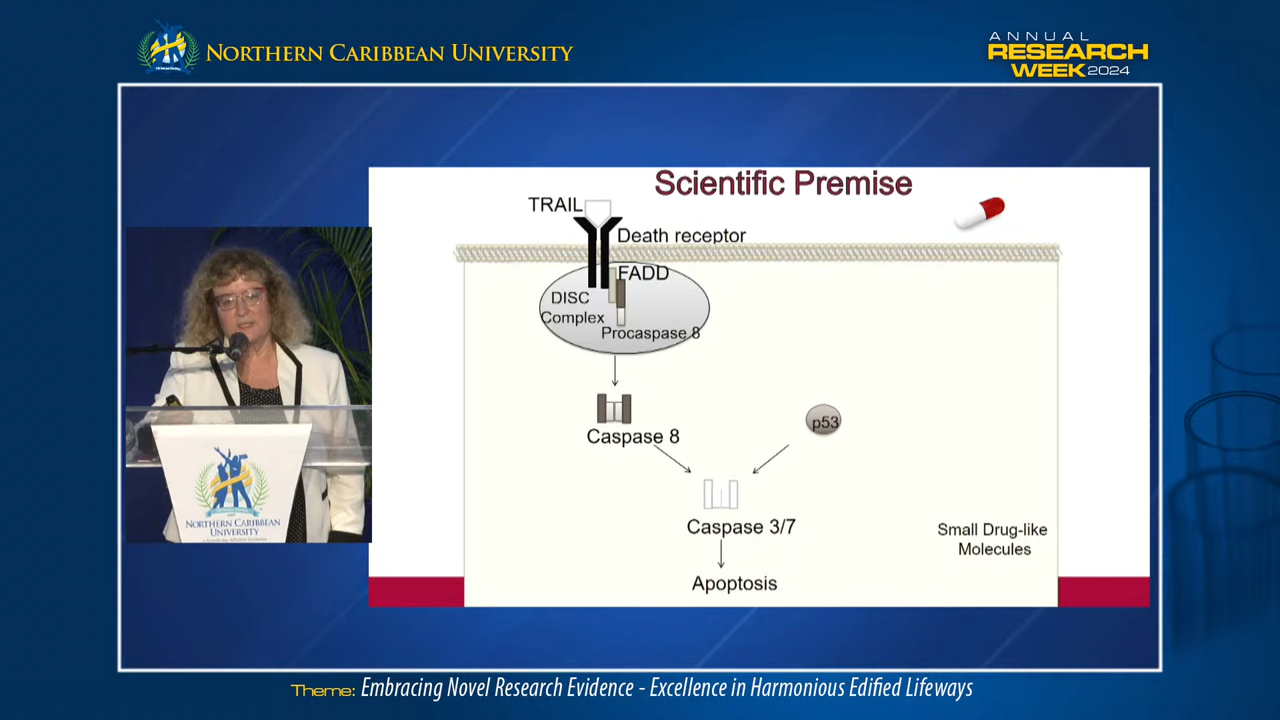 NORTHERN CARIBBEAN UNIVERSITY
ANNUAL
RESEARCH
WEEK 2024
Scientific Premise
TRAIL
Death receptor
FADD
DISC
Complex
Procaspase 8
Caspase 8
p53
Caspase 3/7
Apoptosis
Small Drug-like
Molecules
NORTHERN CARIBBEAN
UNIVERSITY
Theme: Embracing Novel Research Evidence - Excellence in Harmonious Edified Lifeways